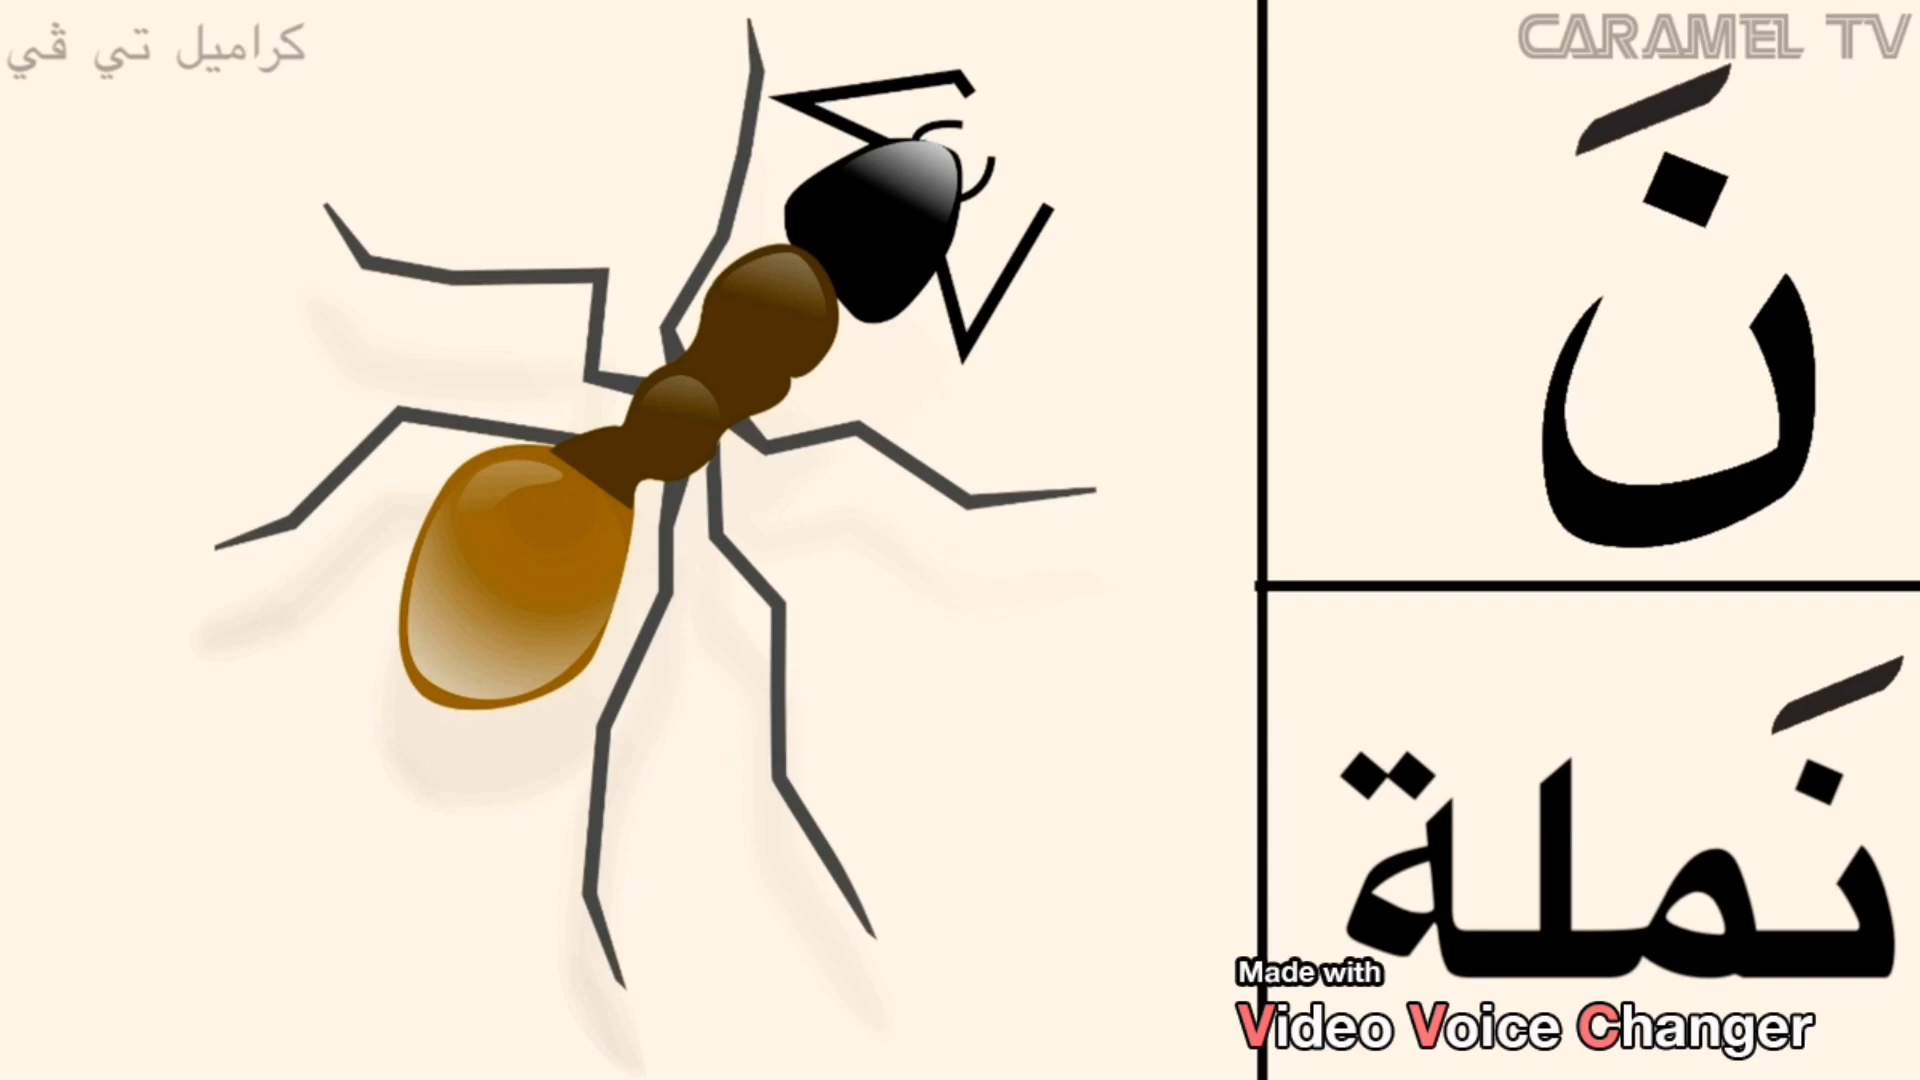 كراميل تي ڤي
CARAMEL TV
نَ
نَملة
Made with
Video Voice Changer